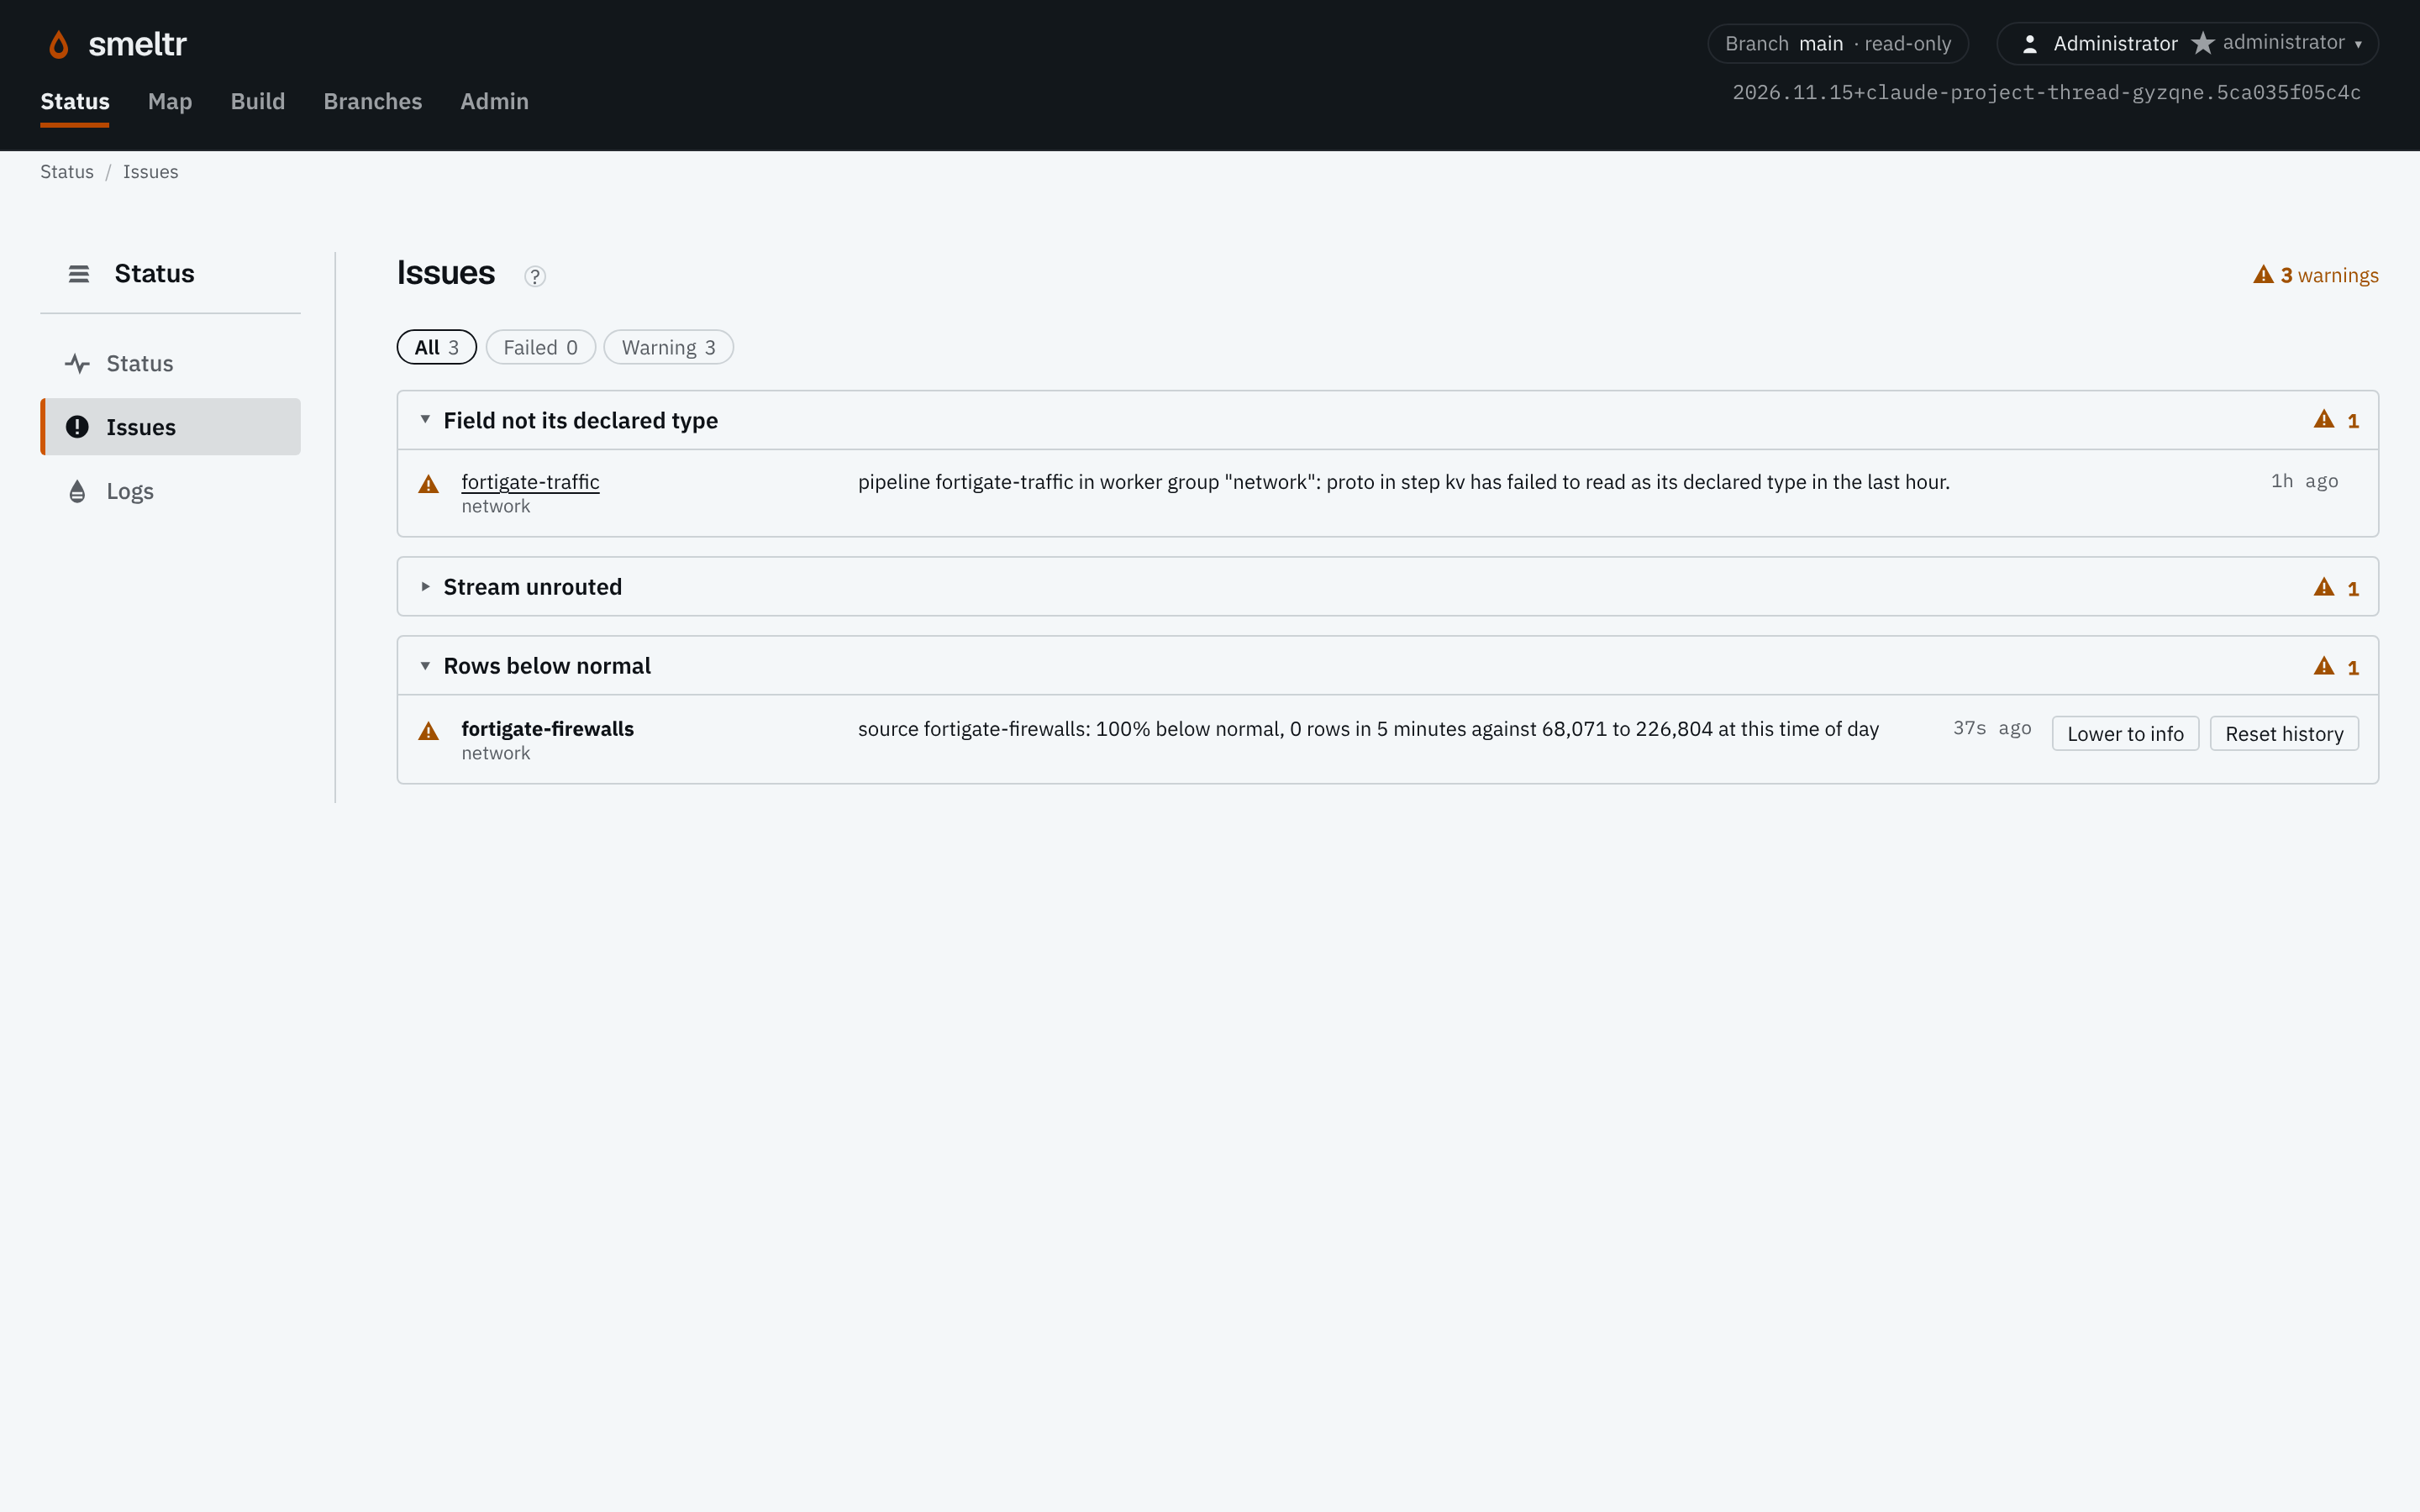 smeltr
Branch main · read-only
Administrator ★ administrator ▾
Status Map Build Branches Admin
2026.11.15+claude-project-thread-gyzqne.5ca035f05c4c
Status / Issues
Status
Status
Issues
Logs
Issues ?
3 warnings
All 3 Failed 0 Warning 3
Field not its declared type 1
fortigate-traffic pipeline fortigate-traffic in worker group "network": proto in step kv has failed to read as its declared type in the last hour. 1h ago
network
Stream unrouted 1
Rows below normal 1
fortigate-firewalls source fortigate-firewalls: 100% below normal, 0 rows in 5 minutes against 68,071 to 226,804 at this time of day 37s ago Lower to info Reset history
network